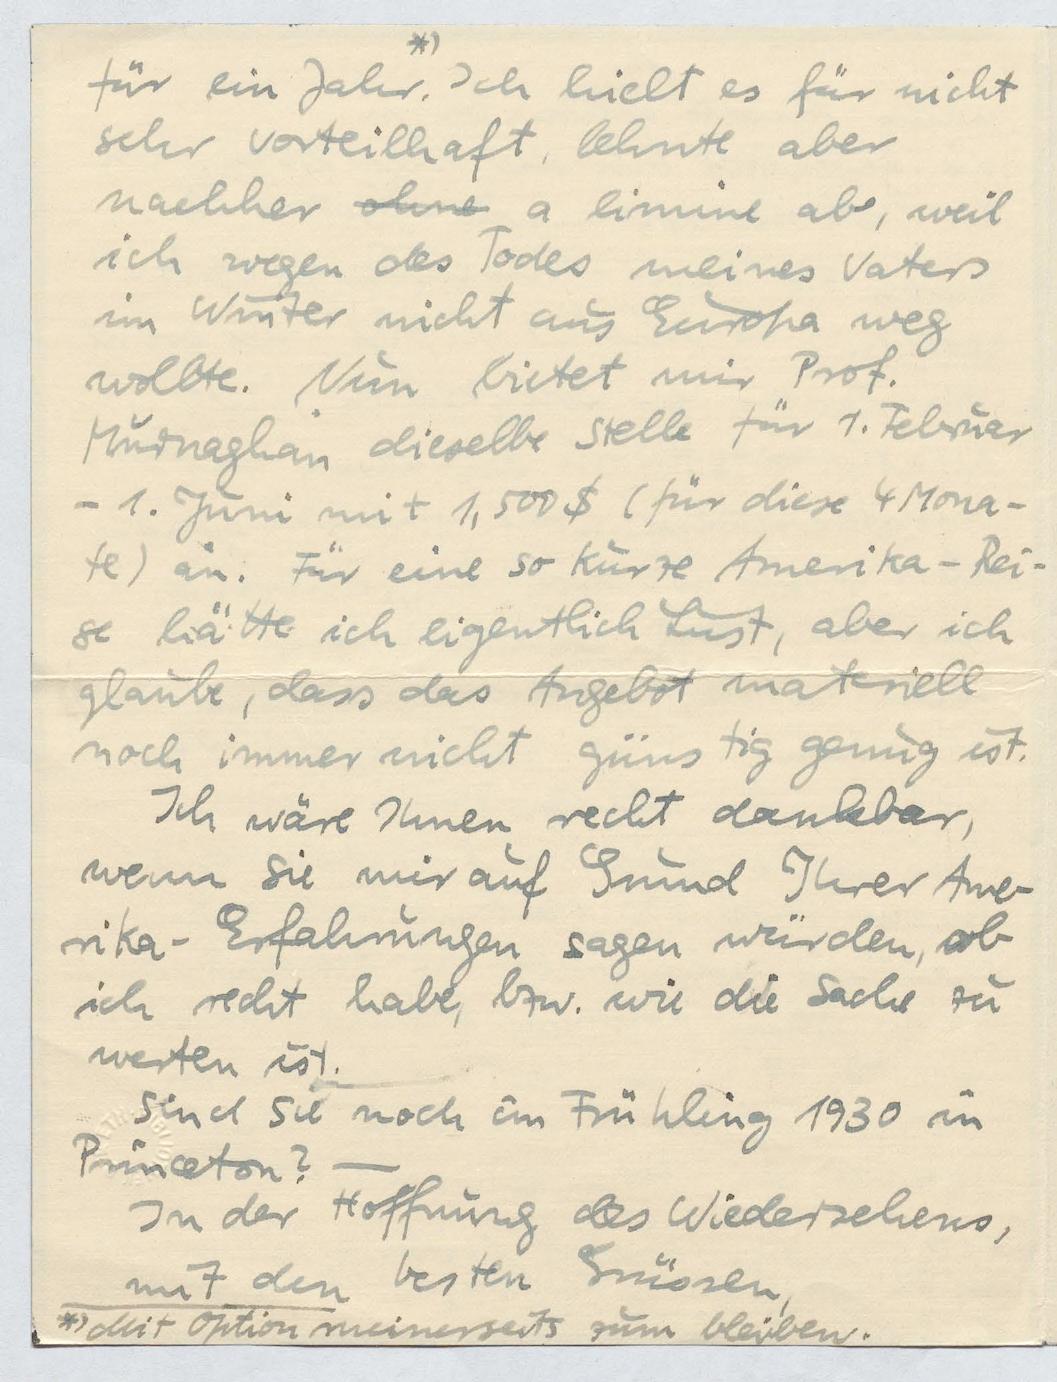 *)
für ein Jahr. Ich hielt es für nicht
sehr vorteilhaft, lehnte aber
nachher ohne a limine ab, weil
ich wegen des Todes meines Vaters
im Winter nicht aus Europa weg
wollte. Nun bietet mir Prof.
Murnaghan dieselbe Stelle für 1. Februar
- 1. Juni mit 1,500 $ (für diese 4 Mona-
te) an. Für eine so kurze Amerika-Rei-
se hätte ich eigentlich Lust, aber ich
glaube, dass das Angebot materiell
noch immer nicht günstig genug ist.
Ich wäre Ihnen recht dankbar,
wenn Sie mir auf Grund Ihrer Ame-
rika-Erfahrungen sagen würden, ob
ich recht habe, bzw. wie die Sache zu
werten ist.
Sind Sie noch im Frühling 1930 in
Princeton? —
In der Hoffnung des Wiedersehens,
mit den besten Grüssen,
*) Mit Option meinerseits zum bleiben.